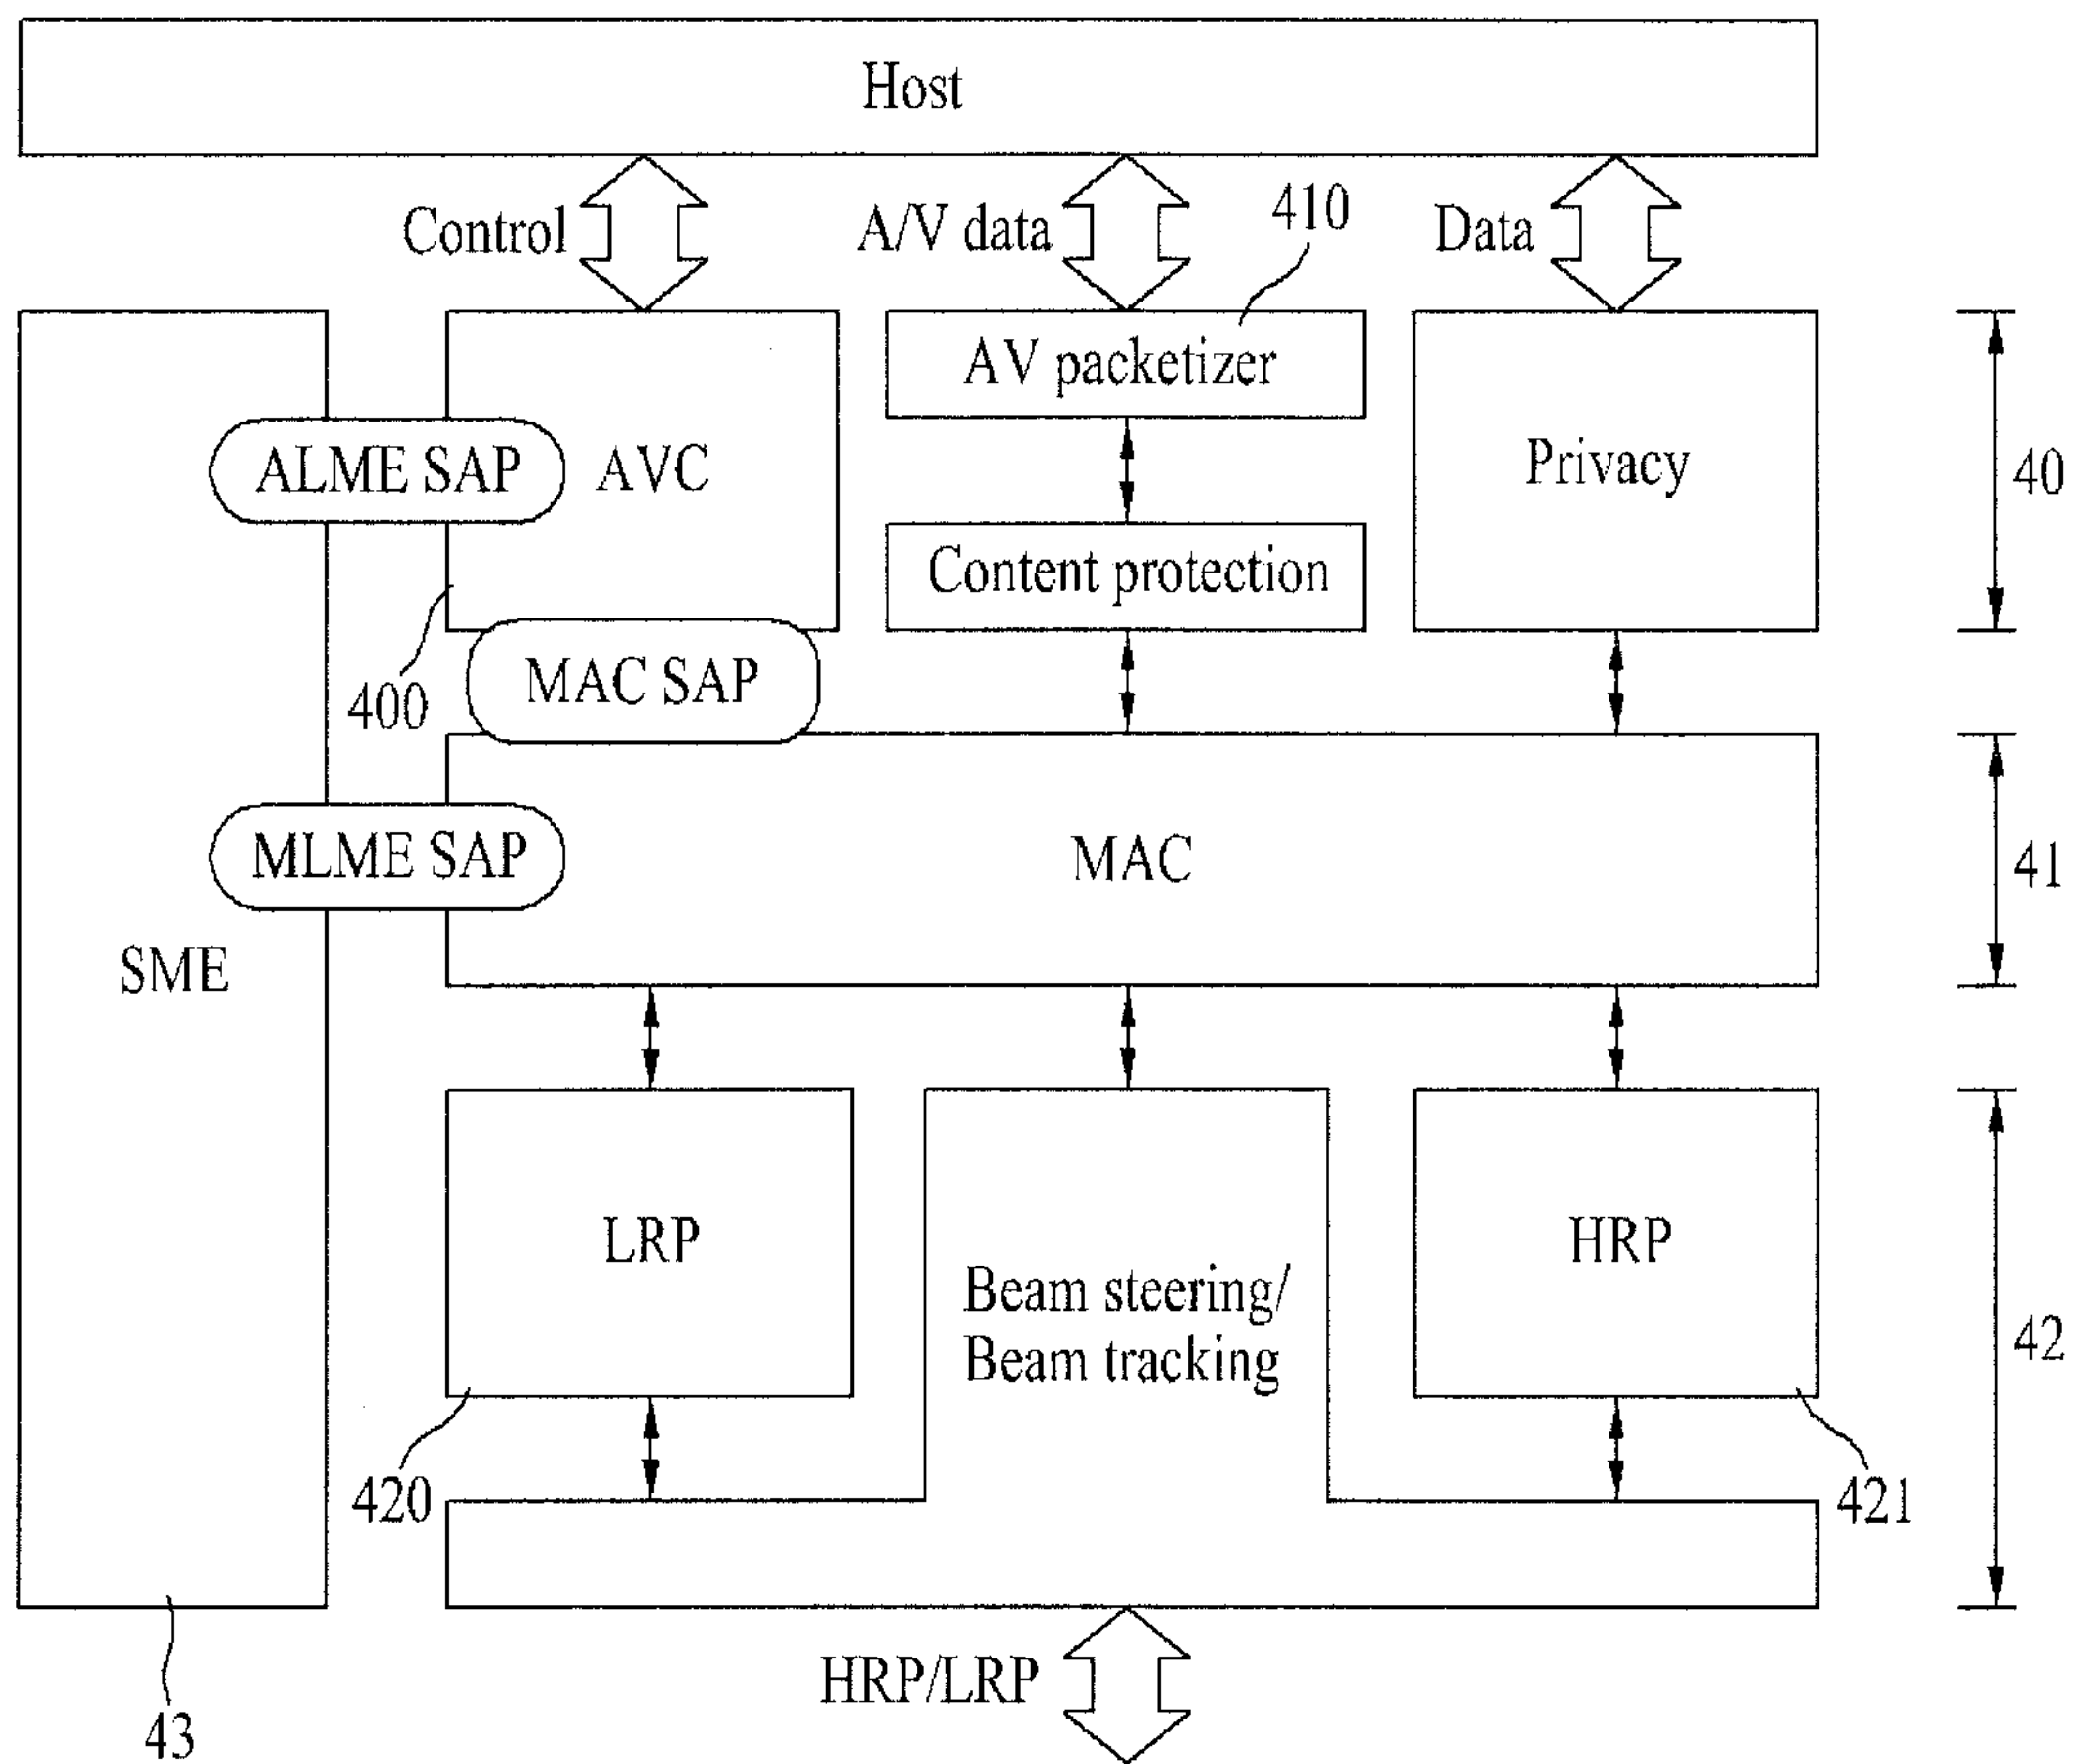 Host
Control
A/V data
410
Data
AV packetizer
ALME SAP
AVC
Privacy
40
Content protection
400
MAC SAP
MLME SAP
MAC
41
SME
LRP
HRP
Beam steering/
Beam tracking
42
420
421
HRP/LRP
43